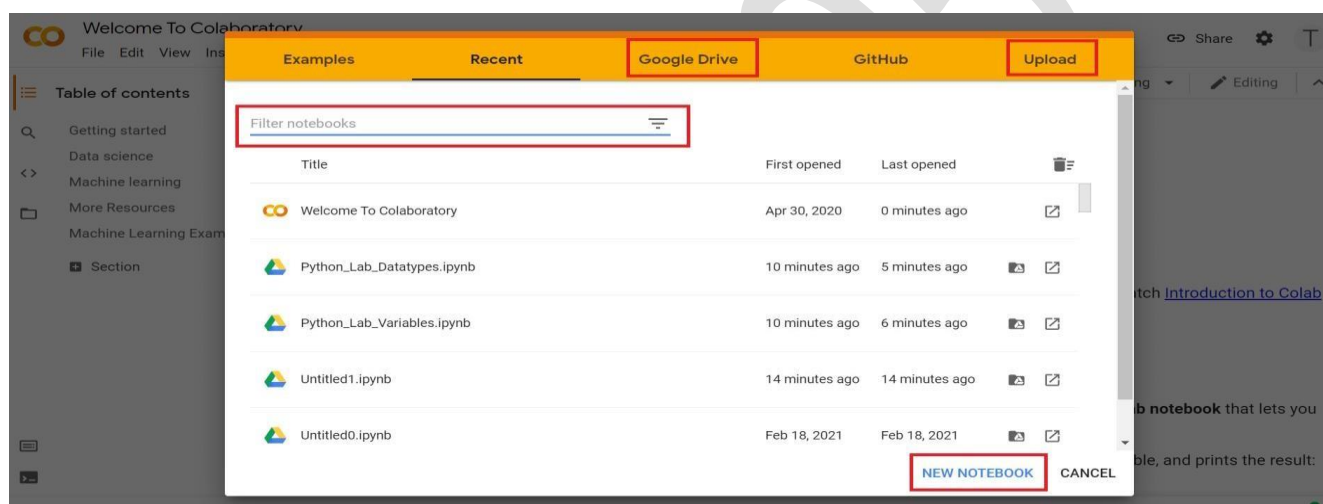 Welcome To Colaboratory
File Edit View Ins
Share
Examples Recent Google Drive GitHub Upload
Editing
Table of contents
Filter notebooks
Getting started
Data science
Title First opened Last opened
Machine learning
More Resources
Welcome To Colaboratory Apr 30, 2020 0 minutes ago
Machine Learning Exam
Section
Python_Lab_Datatypes.ipynb 10 minutes ago 5 minutes ago
Introduction to Colab
Python_Lab_Variables.ipynb 10 minutes ago 6 minutes ago
Untitled1.ipynb 14 minutes ago 14 minutes ago
notebook that lets you
Untitled0.ipynb Feb 18, 2021 Feb 18, 2021
ble, and prints the result:
NEW NOTEBOOK CANCEL